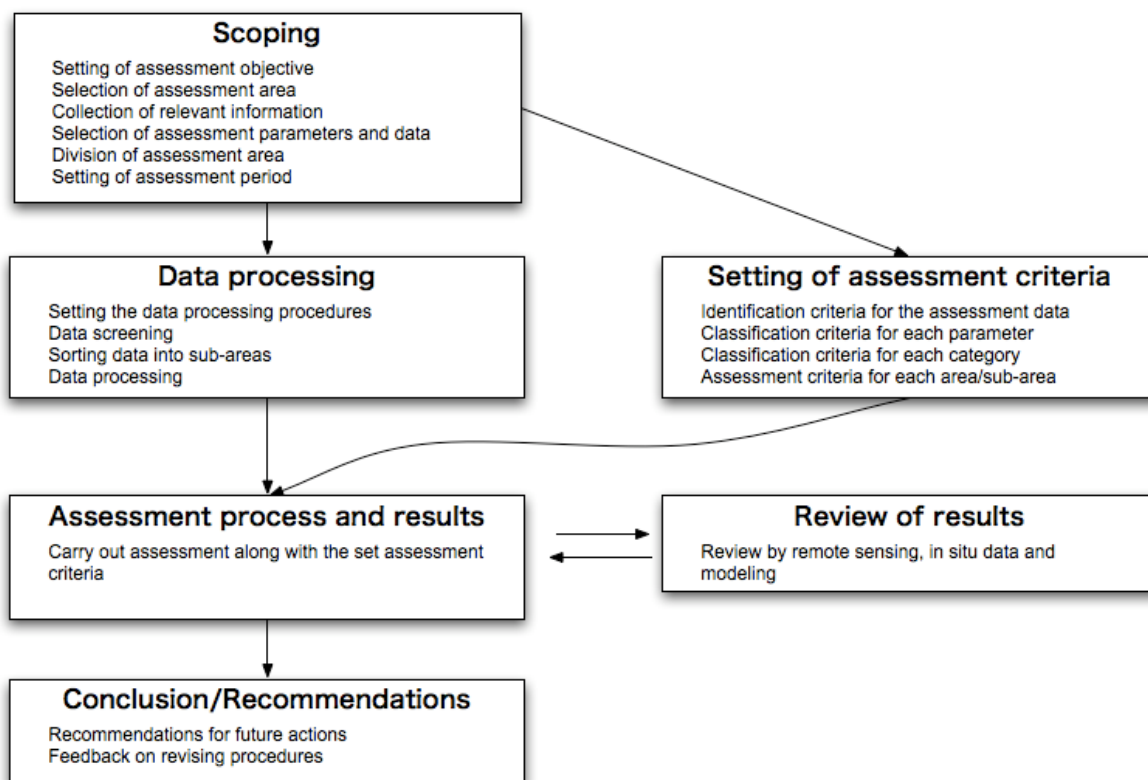 Scoping
Setting of assessment objective
Selection of assessment area
Collection of relevant information
Selection of assessment parameters and data
Division of assessment area
Setting of assessment period
Data processing
Setting the data processing procedures
Data screening
Sorting data into sub-areas
Data processing
Setting of assessment criteria
Identification criteria for the assessment data
Classification criteria for each parameter
Classification criteria for each category
Assessment criteria for each area/sub-area
Assessment process and results
Carry out assessment along with the set assessment
criteria
Review of results
Review by remote sensing, in situ data and
modeling
Conclusion/Recommendations
Recommendations for future actions
Feedback on revising procedures